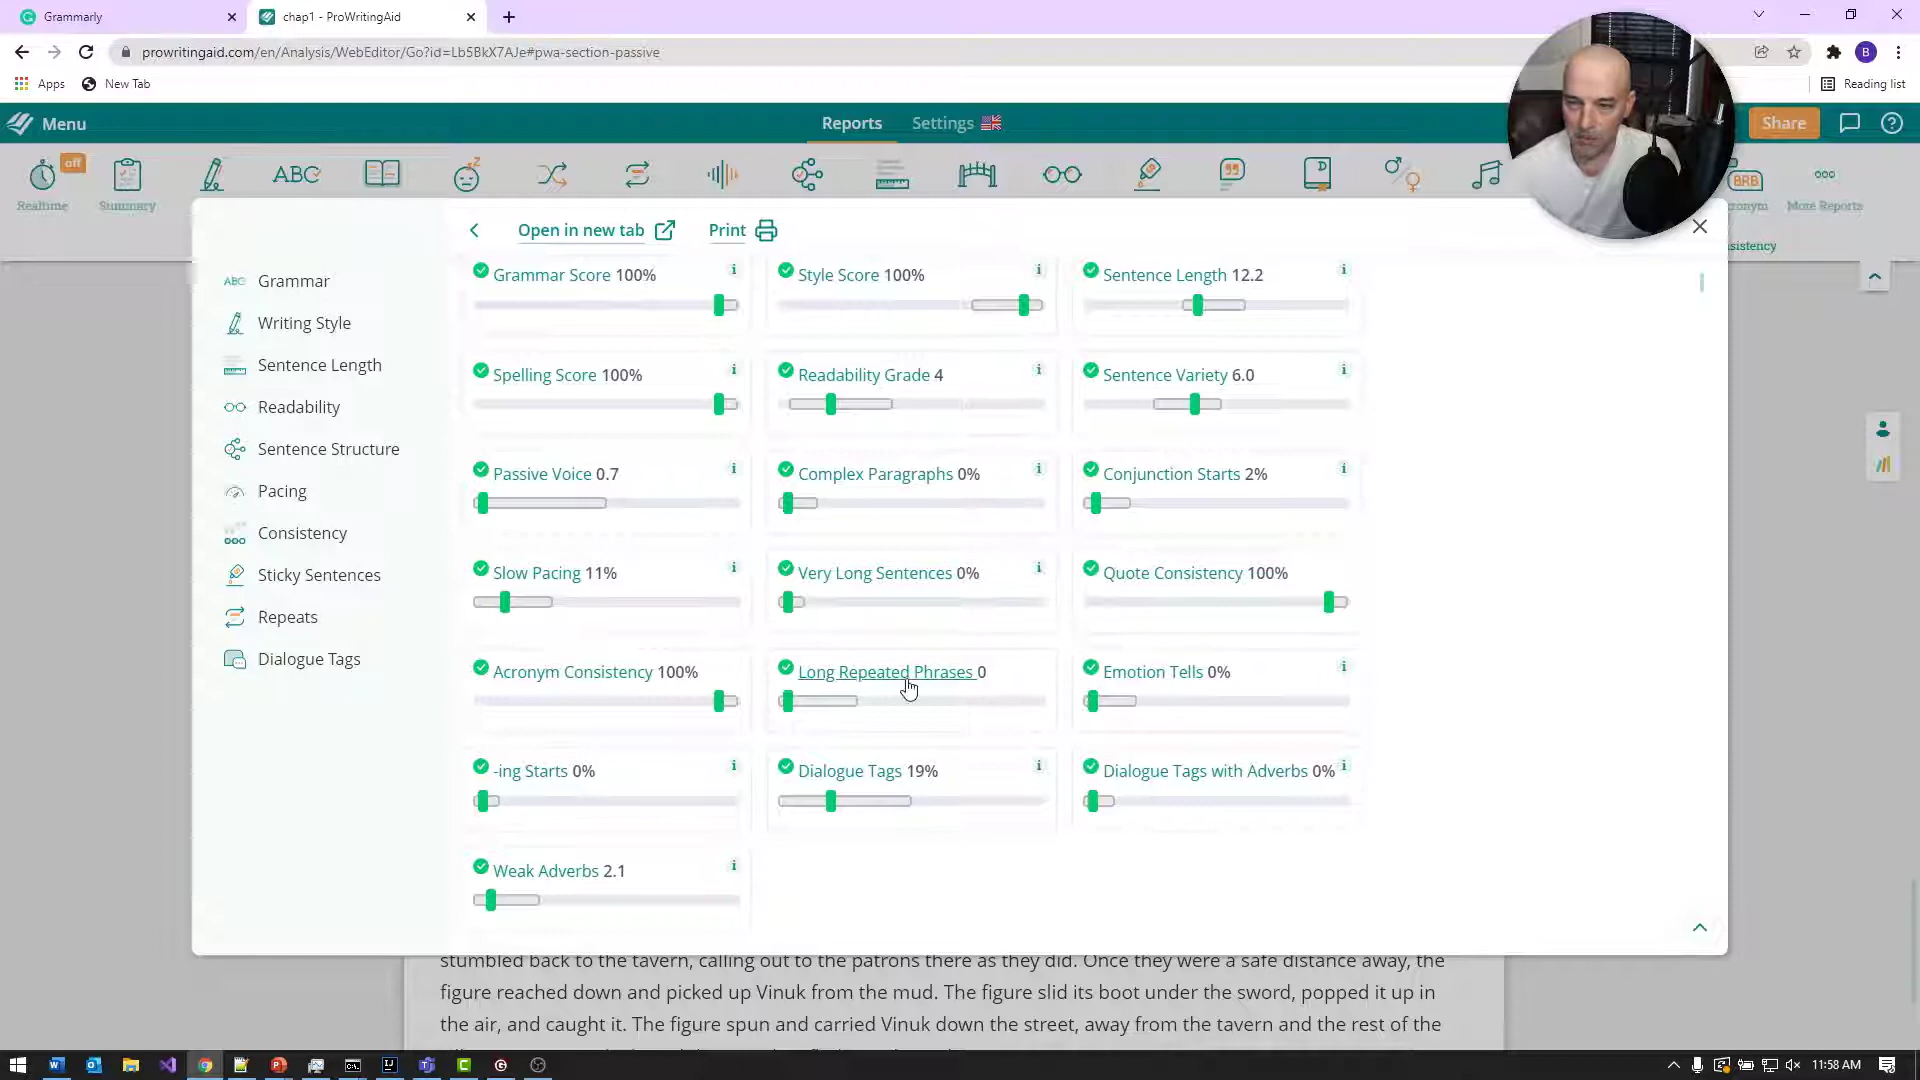 Grammarly
chap1 - ProWritingAid
prowritingaid.com/en/Analysis/WebEditor/Go?id=Lb5BkX7AJe#pwa-section-passive
B
Apps
New Tab
Reading list
Menu
Reports
Settings
Share
off
ABC
D
BRB
Realtime
Summary
More Reports
Open in new tab
Print
ABC Grammar
Writing Style
Sentence Length
Readability
Sentence Structure
Pacing
Consistency
Sticky Sentences
Repeats
Dialogue Tags
Grammar Score 100%
Style Score 100%
Sentence Length 12.2
Spelling Score 100%
Readability Grade 4
Sentence Variety 6.0
Passive Voice 0.7
Complex Paragraphs 0%
Conjunction Starts 2%
Slow Pacing 11%
Very Long Sentences 0%
Quote Consistency 100%
Acronym Consistency 100%
Long Repeated Phrases 0
Emotion Tells 0%
-ing Starts 0%
Dialogue Tags 19%
Dialogue Tags with Adverbs 0%
Weak Adverbs 2.1
stumbled back to the tavern, calling out to the patrons there as they did. Once they were a safe distance away, the
figure reached down and picked up Vinuk from the mud. The figure slid its boot under the sword, popped it up in
the air, and caught it. The figure spun and carried Vinuk down the street, away from the tavern and the rest of the
11:58 AM